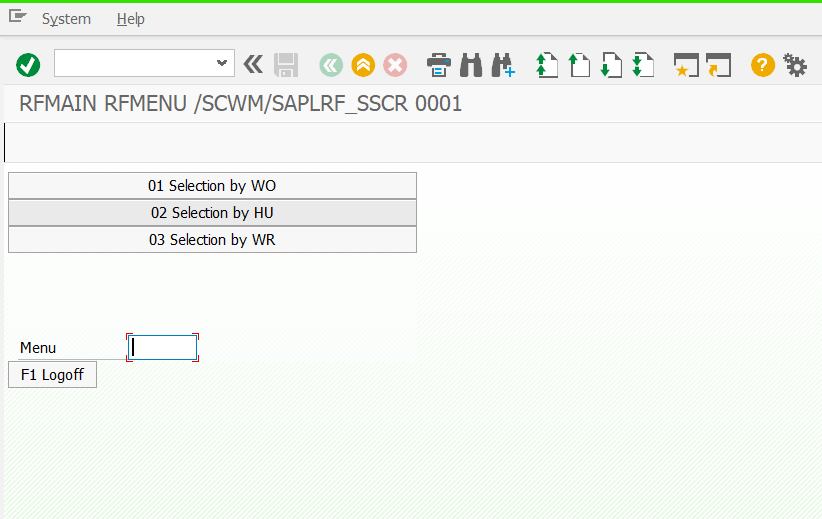 System Help
RFMAIN RFMENU /SCWM/SAPLRF_SSCR 0001
01 Selection by WO
02 Selection by HU
03 Selection by WR
Menu
F1 Logoff